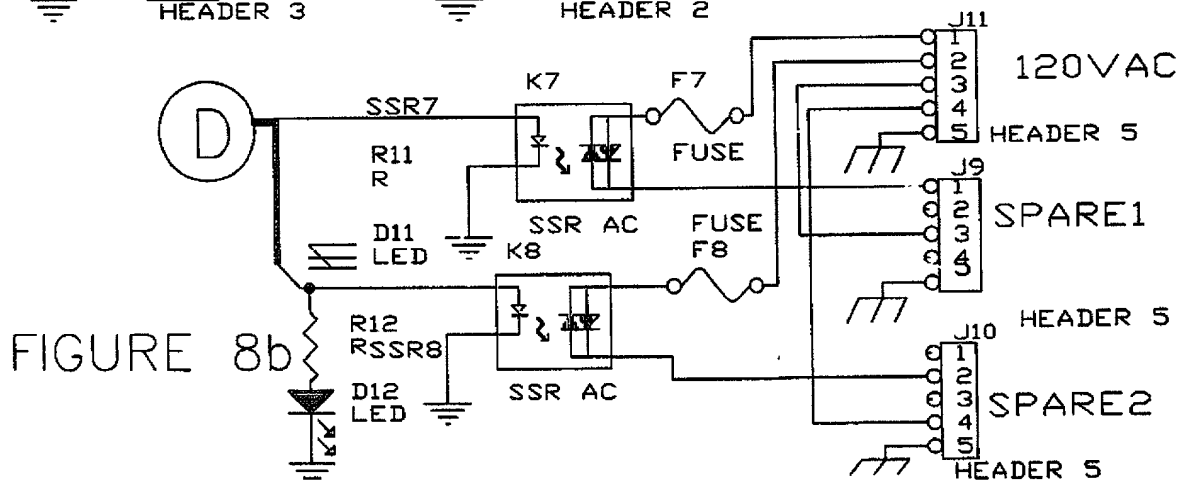 HEADER 3
HEADER 2
J11
1
2
3
4
5
120VAC
HEADER 5
K7
F7
FUSE
SSR7
D
R11
R
SSR AC
J9
1
2
3
4
5
SPARE1
HEADER 5
FUSE
F8
D11
LED
K8
R12
RSSR8
SSR AC
D12
LED
J10
1
2
3
4
5
SPARE2
HEADER 5
FIGURE 8b